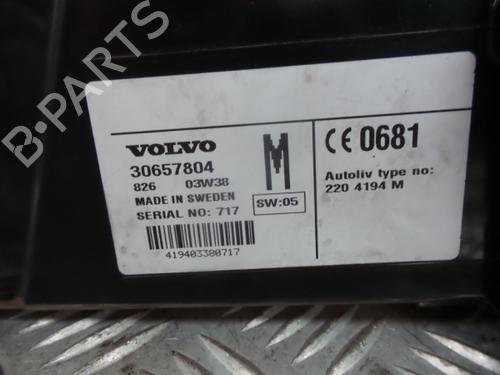 VOLVO
30657804
826 03W38
MADE IN SWEDEN
SERIAL NO: 717
SW:05
419403380717
CE 0681
Autoliv type no:
220 4194 M
B-PARTS